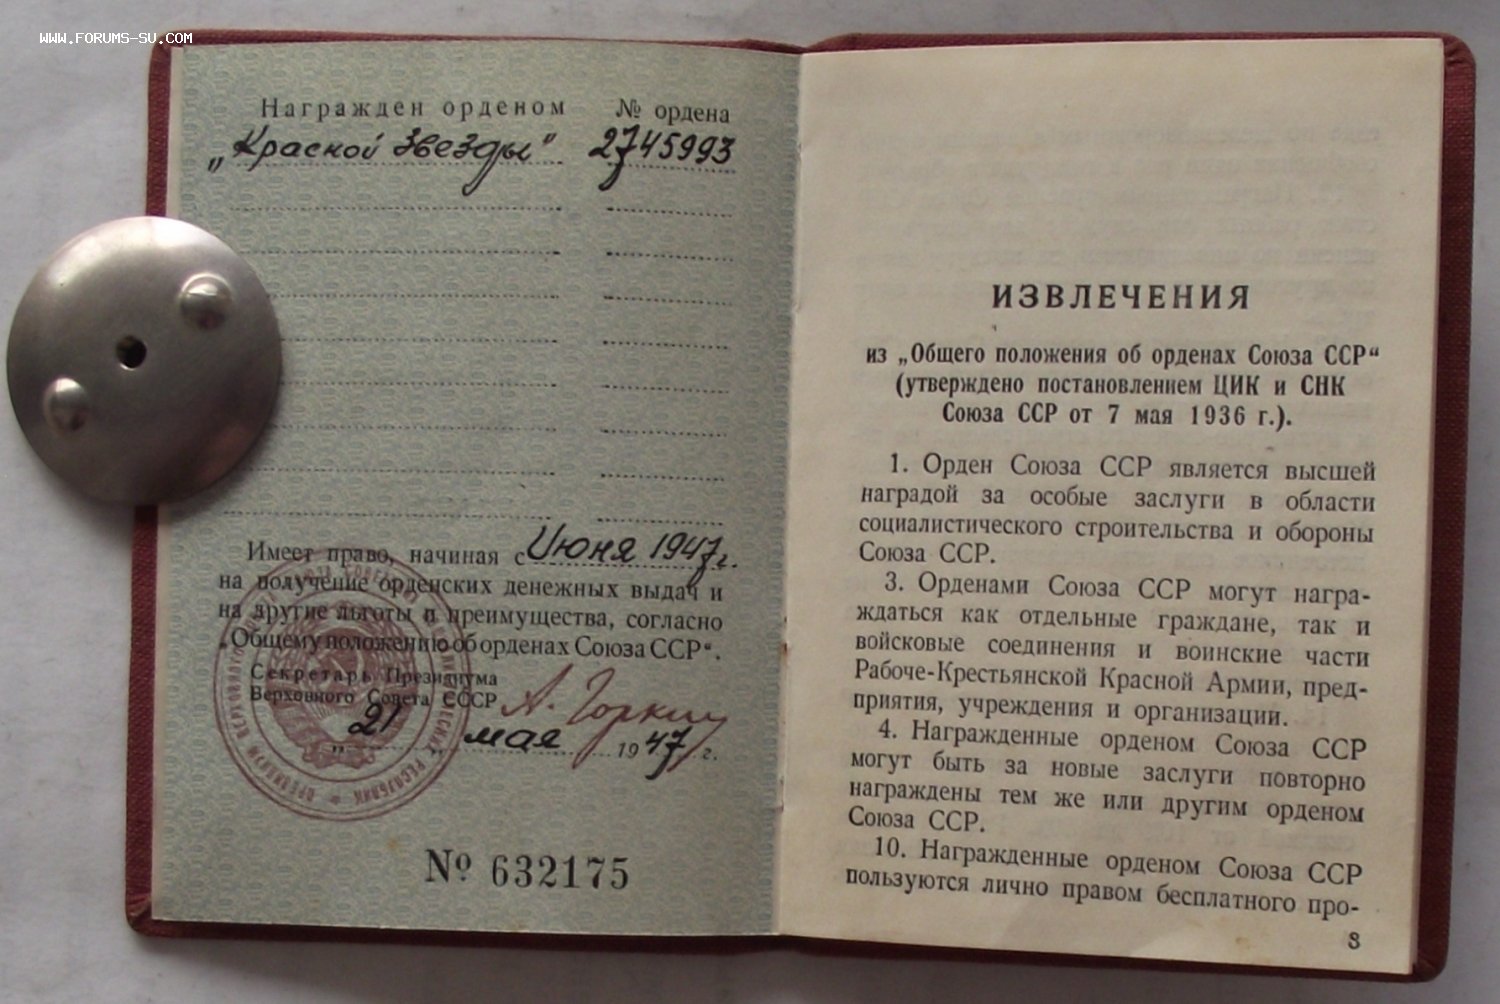 WWW.FORUMS-SU.COM
Награжден орденом № ордена
„Красной Звезды“ 2745993
Имеет право, начиная с Июня 1947г.
на получение орденских денежных выдач и
на другие льготы и преимущества, согласно
„Общему положению об орденах Союза ССР“.
Секретарь Президиума
Верховного Совета СССР А. Горкин
„21 мая 1947 г.
№ 632175
ИЗВЛЕЧЕНИЯ
из „Общего положения об орденах Союза ССР“
(утверждено постановлением ЦИК и СНК
Союза ССР от 7 мая 1936 г.).
1. Орден Союза ССР является высшей
наградой за особые заслуги в области
социалистического строительства и обороны
Союза ССР.
3. Орденами Союза ССР могут награ-
ждаться как отдельные граждане, так и
войсковые соединения и воинские части
Рабоче-Крестьянской Красной Армии, пред-
приятия, учреждения и организации.
4. Награжденные орденом Союза ССР
могут быть за новые заслуги повторно
награждены тем же или другим орденом
Союза ССР.
10. Награжденные орденом Союза ССР
пользуются лично правом бесплатного про-
3